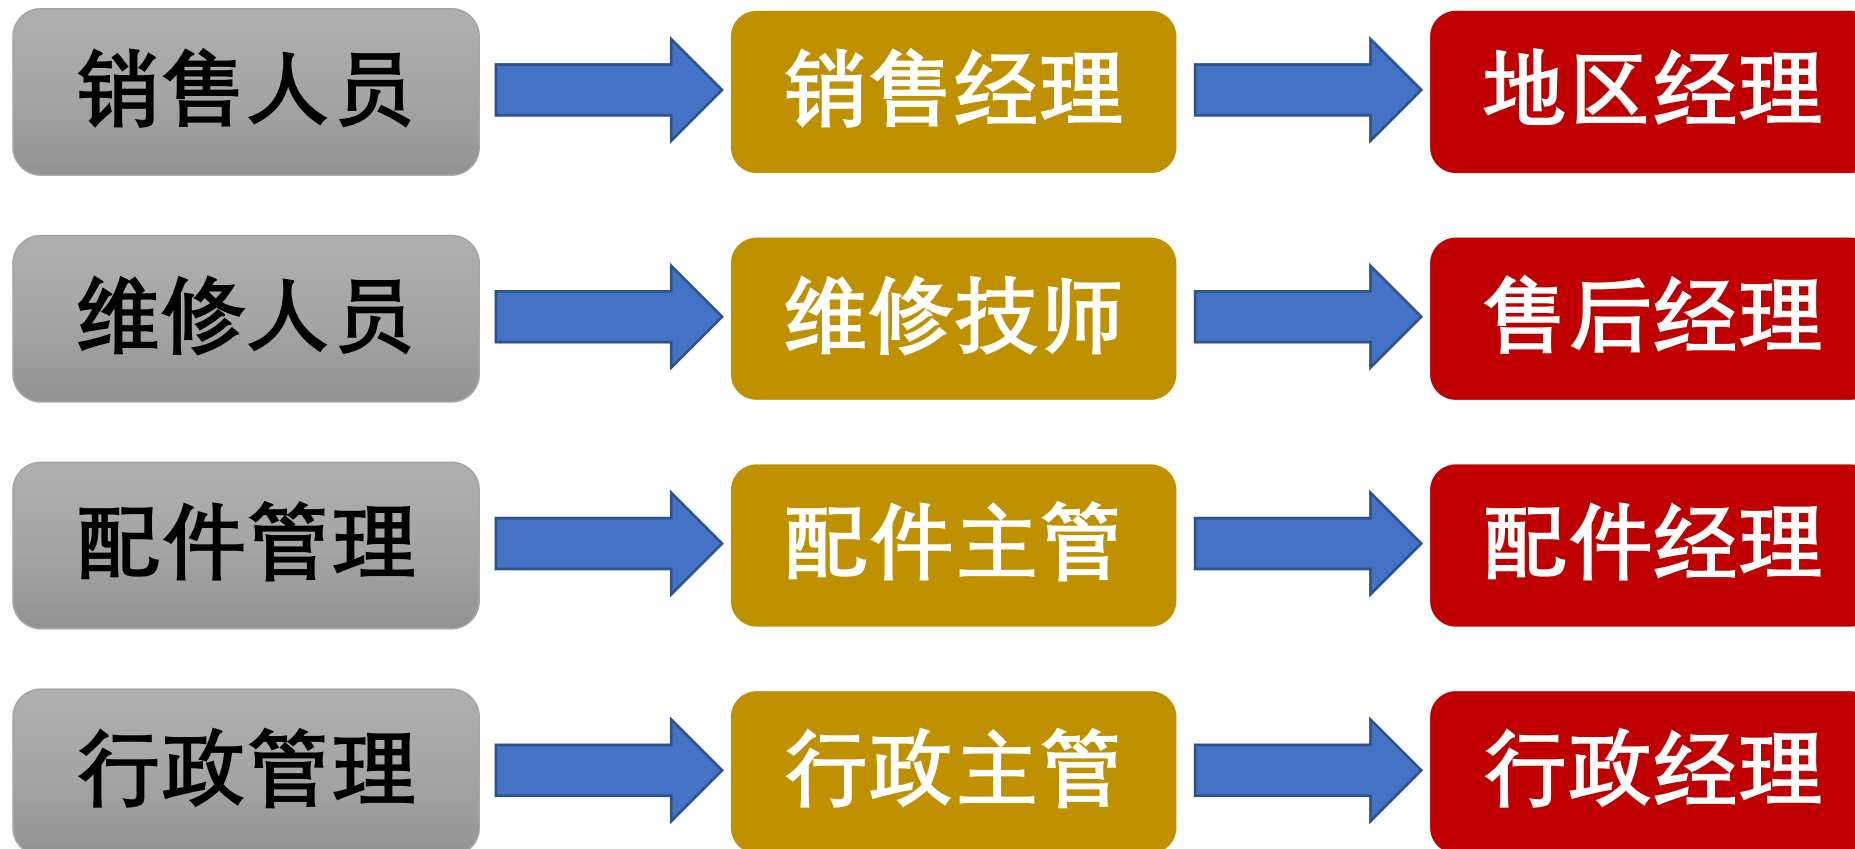 销售人员 销售经理 地区经理
维修人员 维修技师 售后经理
配件管理 配件主管 配件经理
行政管理 行政主管 行政经理